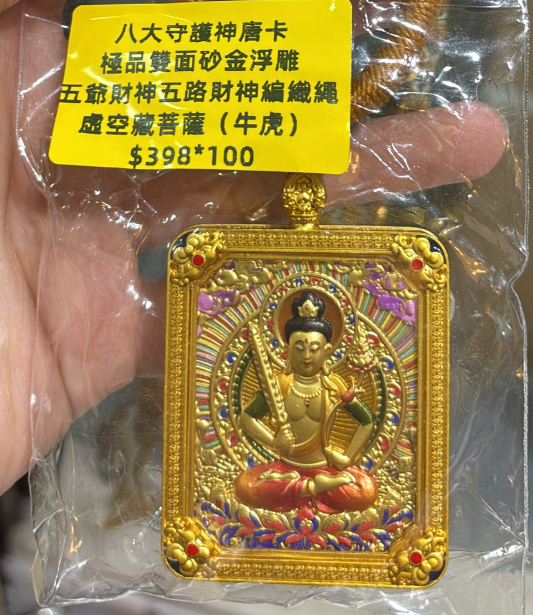 八大守護神唐卡
極品雙面砂金浮雕
五爺財神五路財神編織繩
虛空藏菩薩（牛虎）
$398*100